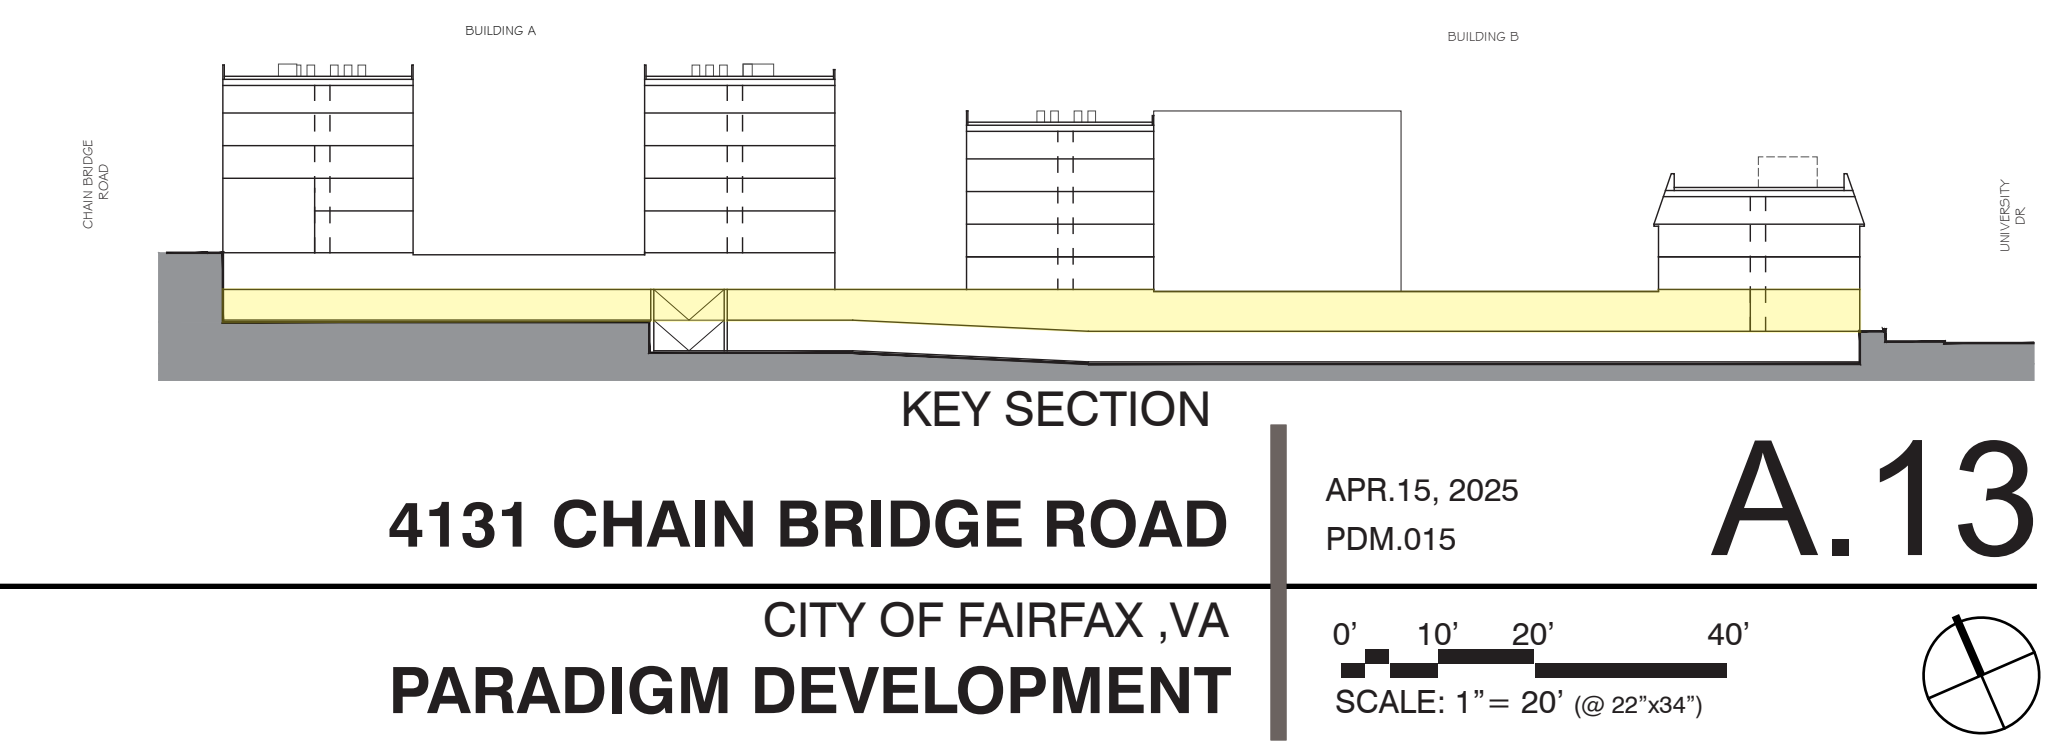 BUILDING A
BUILDING B
CHAIN BRIDGE
ROAD
UNIVERSITY
DR
KEY SECTION
4131 CHAIN BRIDGE ROAD
APR.15, 2025
PDM.015
A.13
CITY OF FAIRFAX ,VA
PARADIGM DEVELOPMENT
0’ 10’ 20’ 40’
SCALE: 1”= 20’ (@ 22”x34”)